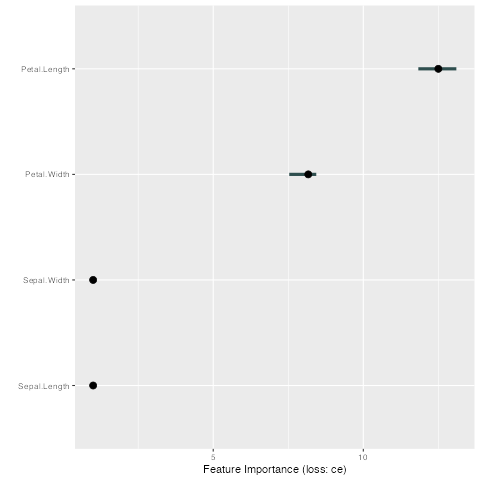 Petal.Length
Petal.Width
Sepal.Width
Sepal.Length
5
10
Feature Importance (loss: ce)